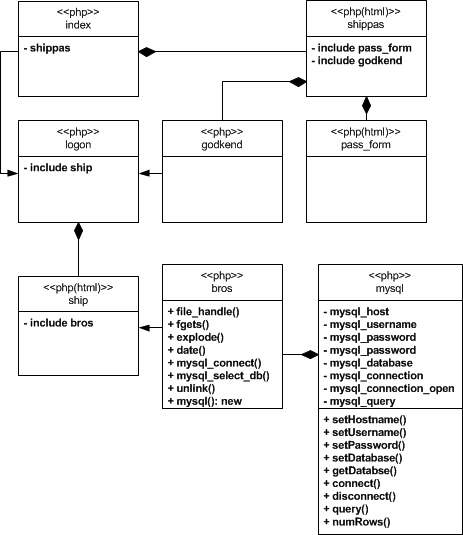 <<php>>
index
- shippas
<<php(html)>>
shippas
- include pass_form
- include godkend
<<php>>
logon
- include ship
<<php>>
godkend
<<php(html)>>
pass_form
<<php(html)>>
ship
- include bros
<<php>>
bros
+ file_handle()
+ fgets()
+ explode()
+ date()
+ mysql_connect()
+ mysql_select_db()
+ unlink()
+ mysql(): new
<<php>>
mysql
- mysql_host
- mysql_username
- mysql_password
- mysql_password
- mysql_database
- mysql_connection
- mysql_connection_open
- mysql_query
+ setHostname()
+ setUsername()
+ setPassword()
+ setDatabase()
+ getDatabse()
+ connect()
+ disconnect()
+ query()
+ numRows()